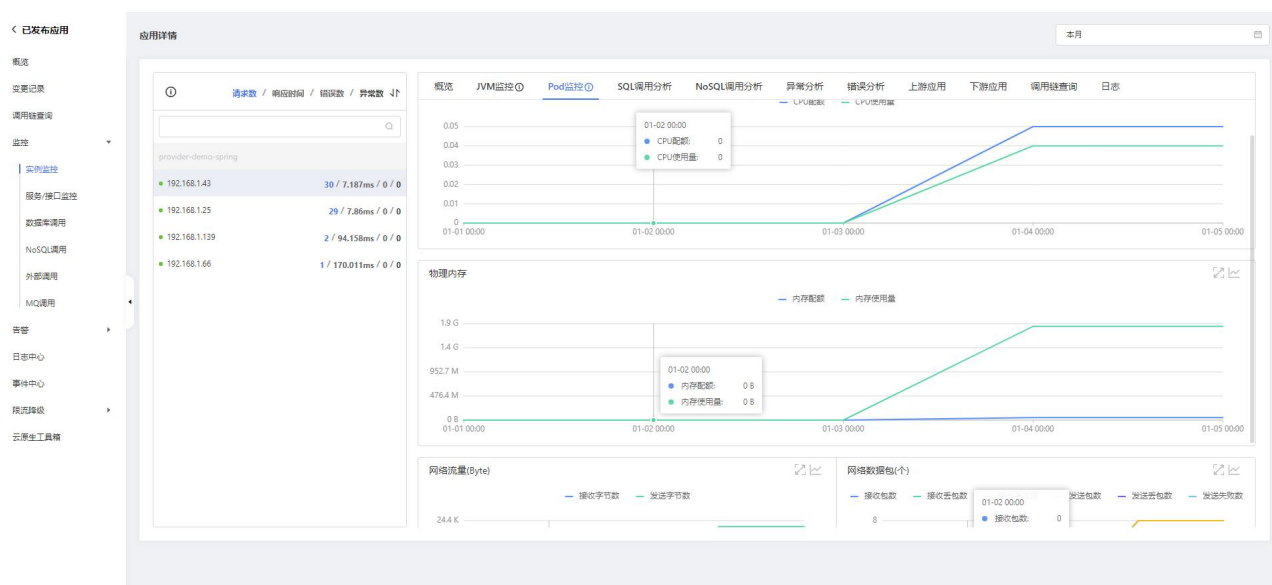 已发布应用
应用详情
本月
概览
变更记录
调用链查询
监控
实例监控
服务/接口监控
数据库调用
NoSQL调用
外部调用
MQ调用
告警
日志中心
事件中心
限流降级
云原生工具箱
请求数 / 响应时间 / 错误数 / 异常数
provider-demo-spring
192.168.1.43 30 / 7.187ms / 0 / 0
192.168.1.25 29 / 7.86ms / 0 / 0
192.168.1.139 2 / 94.158ms / 0 / 0
192.168.1.66 1 / 170.011ms / 0 / 0
概览 JVM监控 Pod监控 SQL调用分析 NoSQL调用分析 异常分析 错误分析 上游应用 下游应用 调用链查询 日志
CPU配额 CPU使用量
0.05
0.04
0.03
0.02
0.01
0
01-02 00:00
CPU配额: 0
CPU使用量: 0
01-01 00:00 01-02 00:00 01-03 00:00 01-04 00:00 01-05 00:00
物理内存
内存配额 内存使用量
1.9 G
1.4 G
952.7 M
476.4 M
0 B
01-02 00:00
内存配额: 0 B
内存使用量: 0 B
01-01 00:00 01-02 00:00 01-03 00:00 01-04 00:00 01-05 00:00
网络流量(Byte)
接收字节数 发送字节数
24.4 K
网络数据包(个)
接收包数 接收丢包数 发送包数 发送丢包数 发送失败数
8
01-02 00:00
接收包数: 0